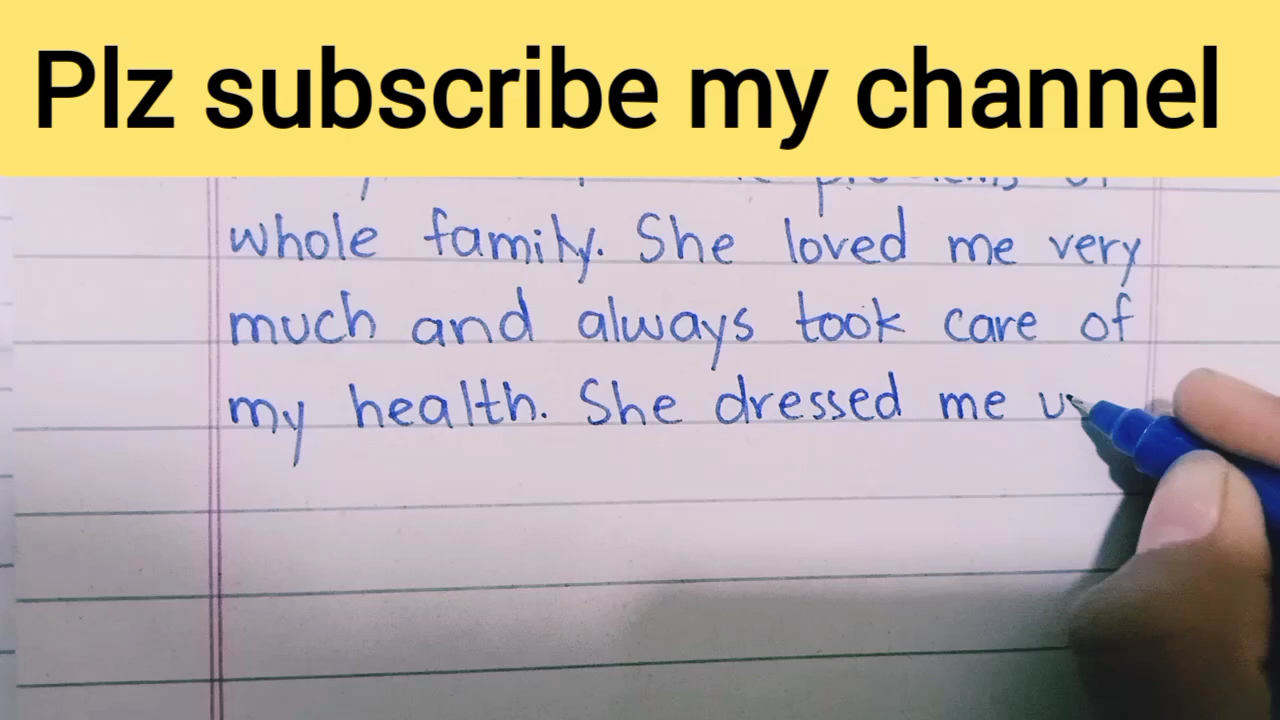 Plz subscribe my channel
whole family. She loved me very
much and always took care of
my health. She dressed me u